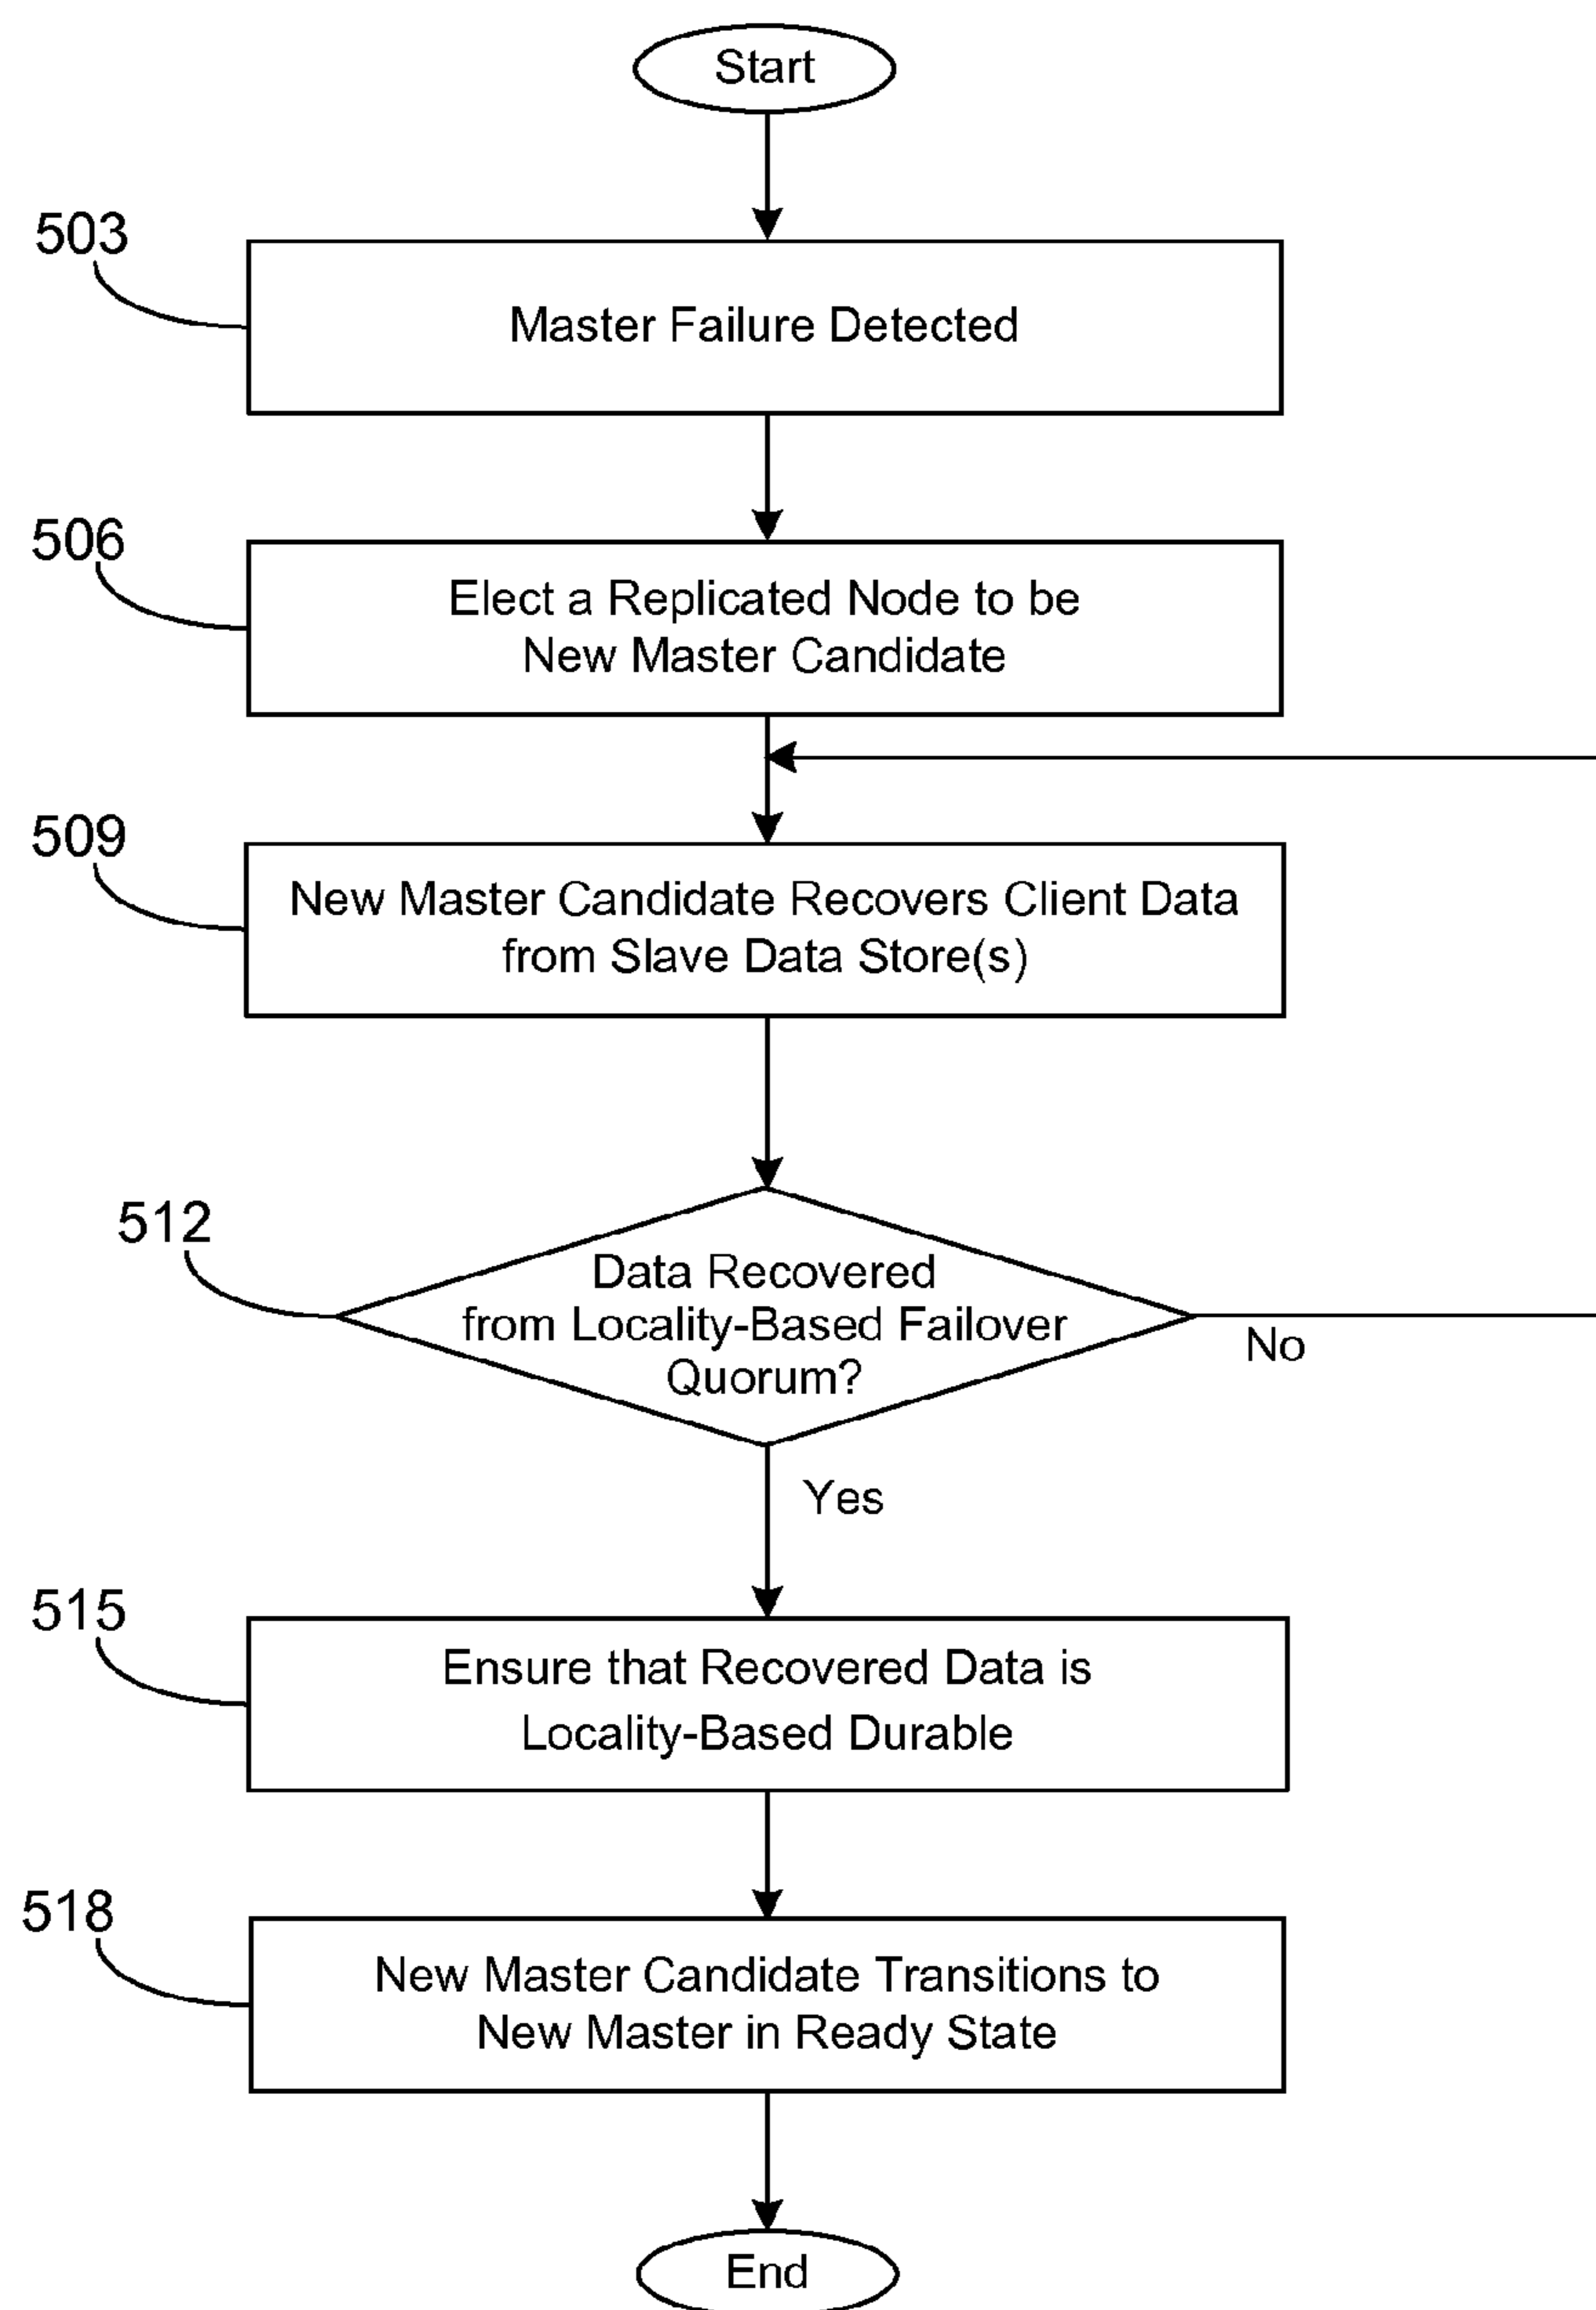 Start
503
Master Failure Detected
506
Elect a Replicated Node to be
New Master Candidate
509
New Master Candidate Recovers Client Data
from Slave Data Store(s)
512
Data Recovered
from Locality-Based Failover
Quorum?
No
Yes
515
Ensure that Recovered Data is
Locality-Based Durable
518
New Master Candidate Transitions to
New Master in Ready State
End